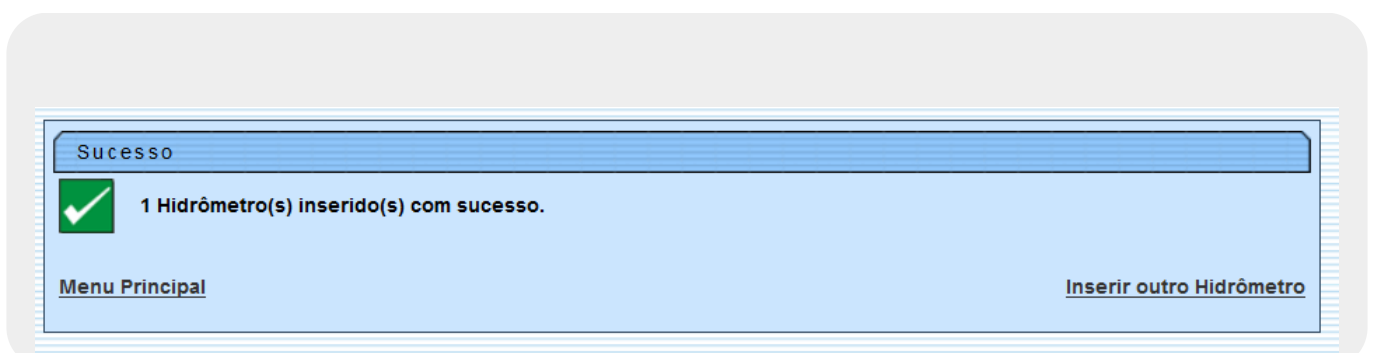 Sucesso
1 Hidrômetro(s) inserido(s) com sucesso.
Menu Principal
Inserir outro Hidrômetro